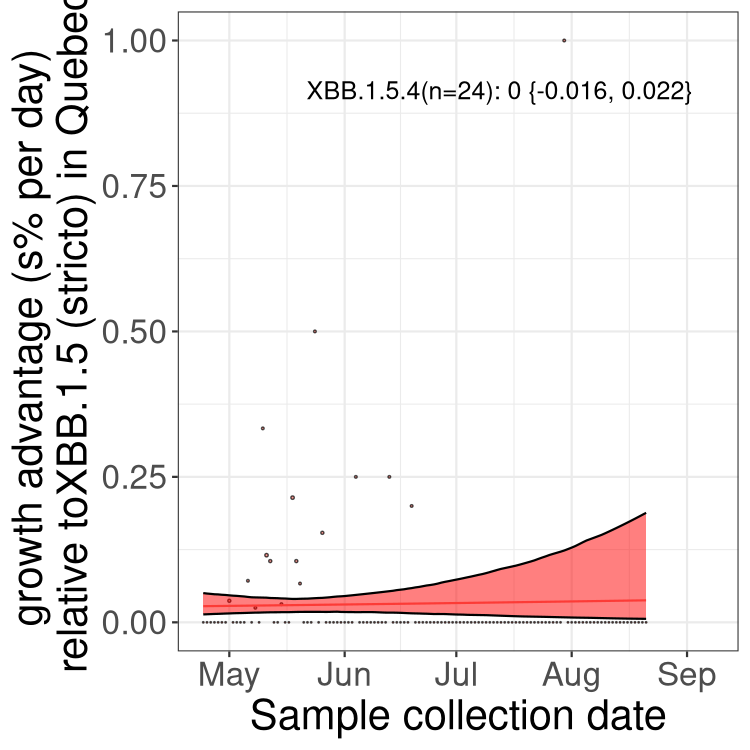 growth advantage (s% per day)
relative toXBB.1.5 (stricto) in Quebec
1.00
XBB.1.5.4(n=24): 0 {-0.016, 0.022}
0.75
0.50
0.25
0.00
May Jun Jul Aug Sep
Sample collection date